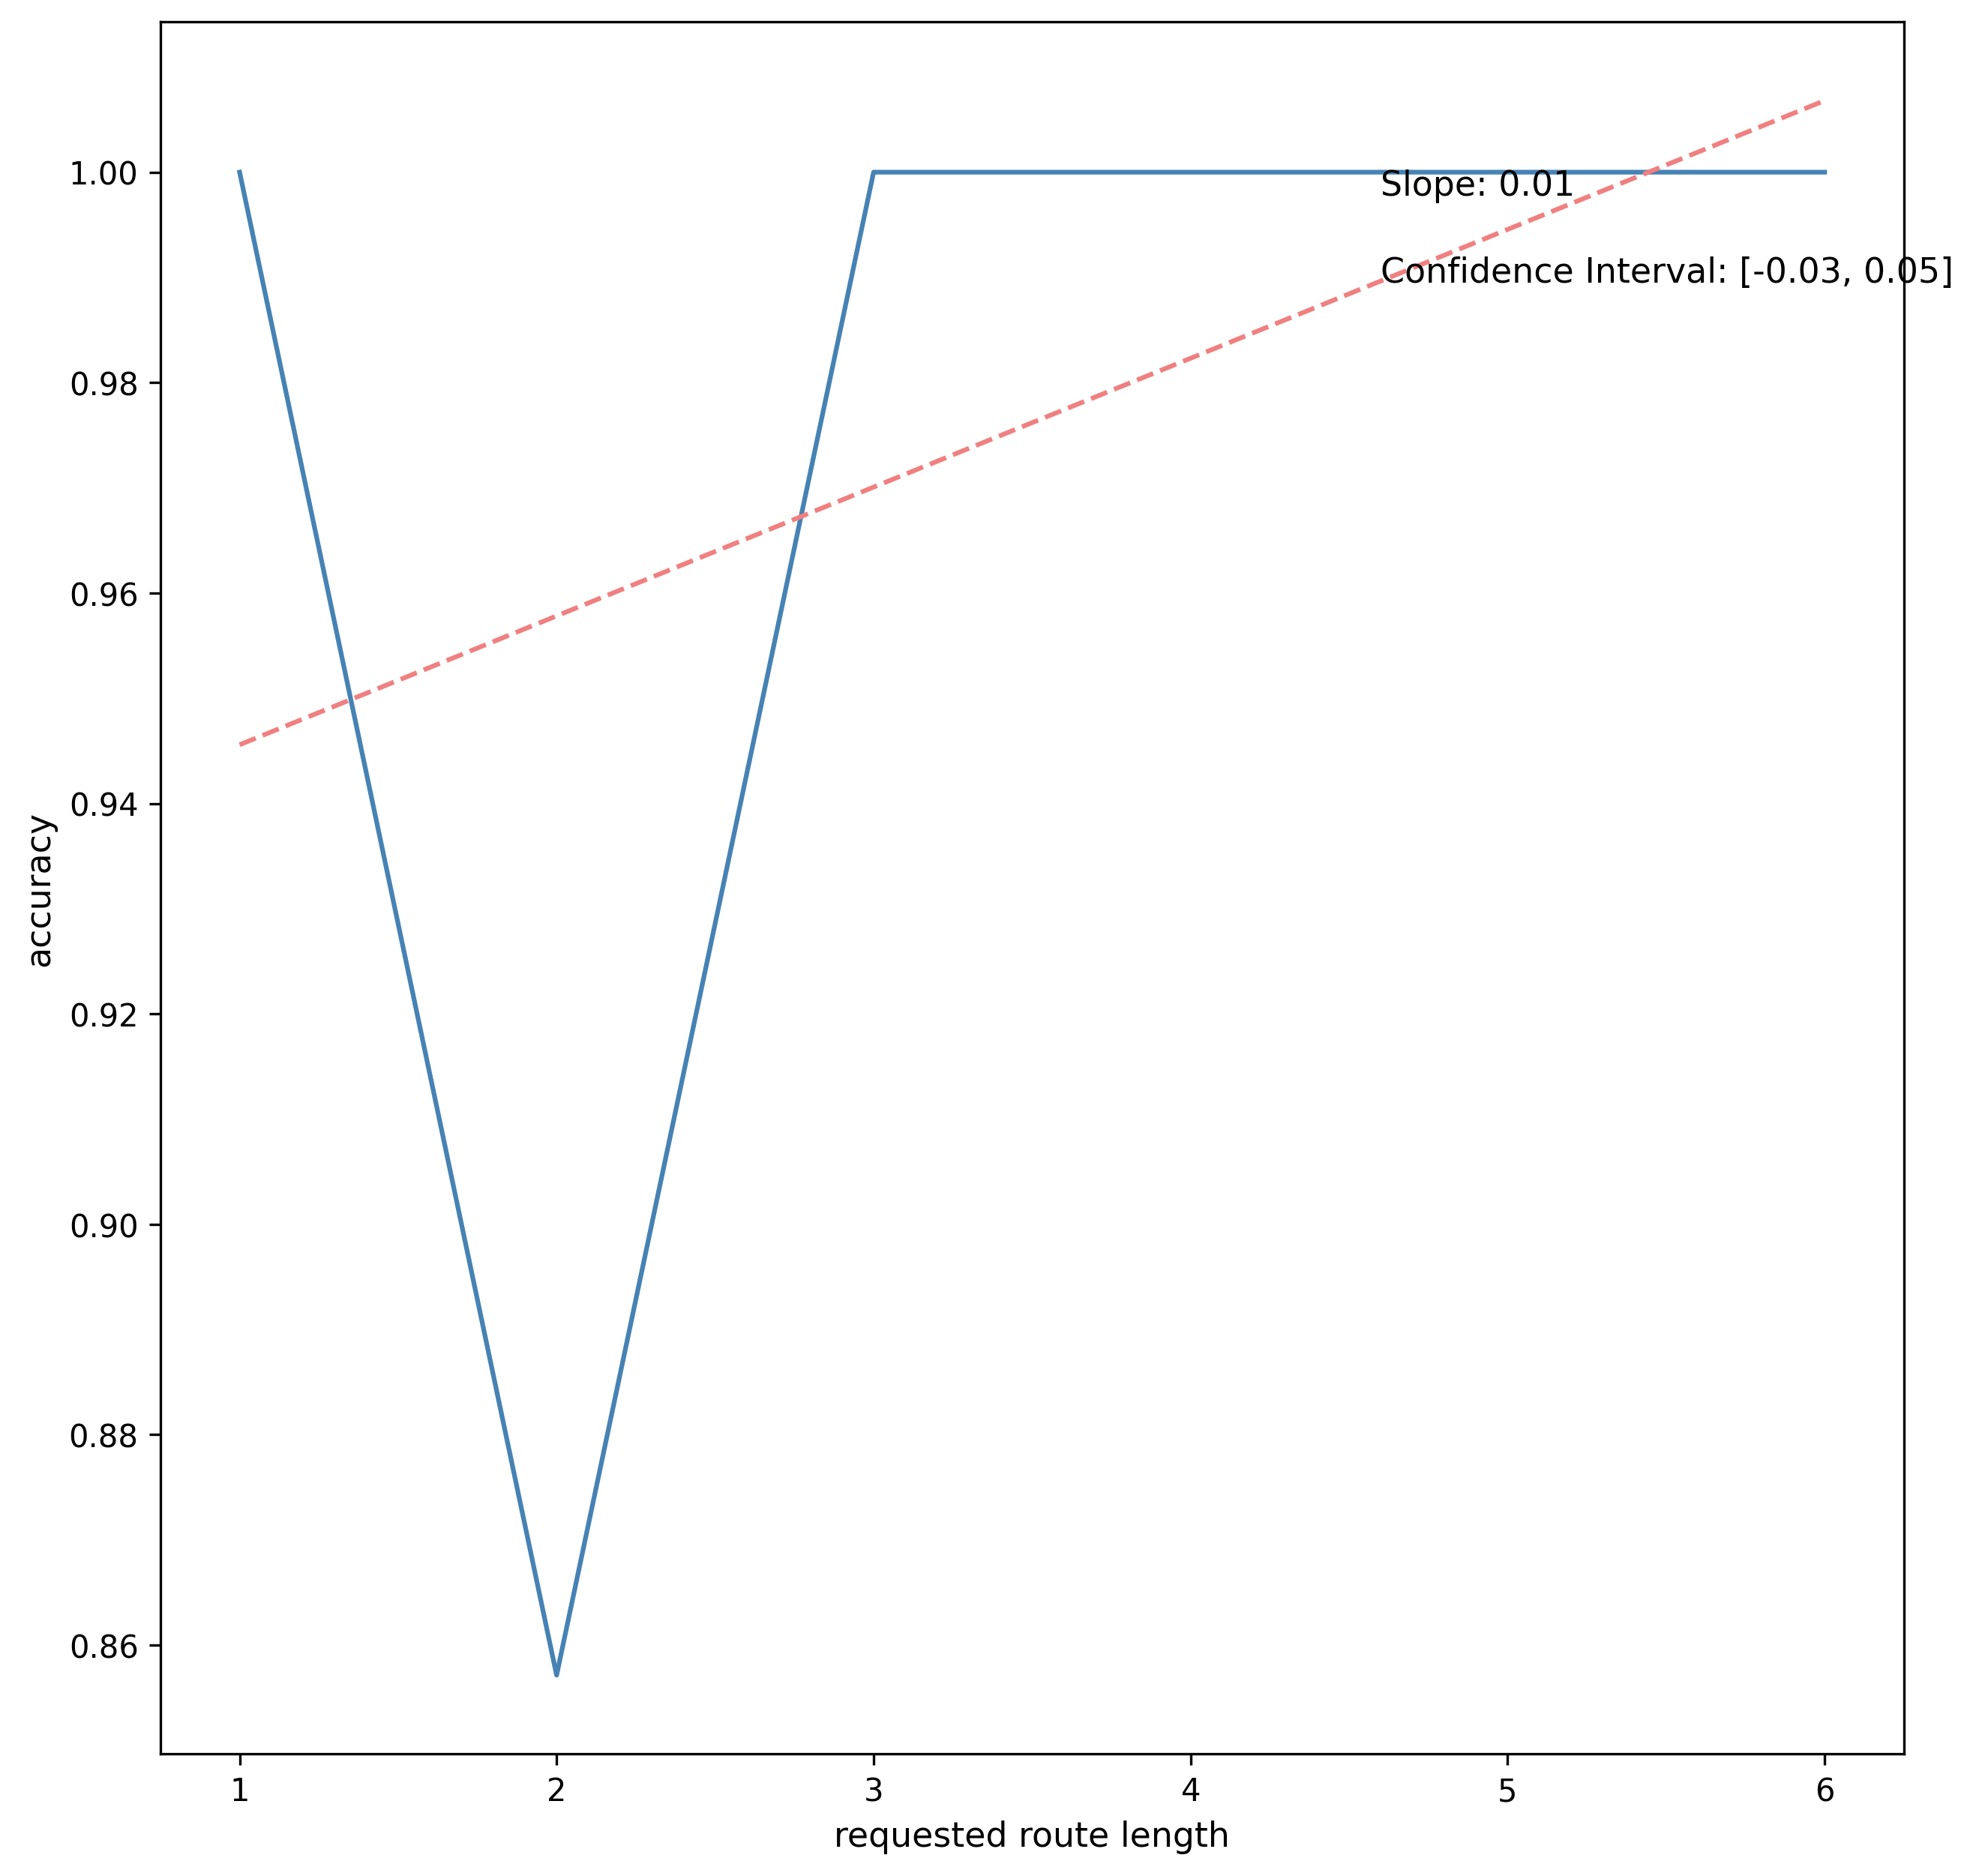 1.00
0.98
0.96
0.94
0.92
0.90
0.88
0.86
accuracy
Slope: 0.01
Confidence Interval: [-0.03, 0.05]
1 2 3 4 5 6
requested route length